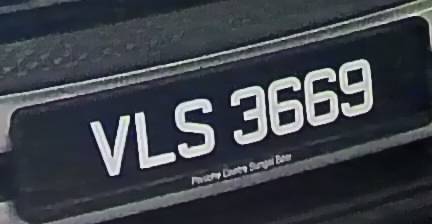 VLS 3669
Porsche Centre Sungai Besi